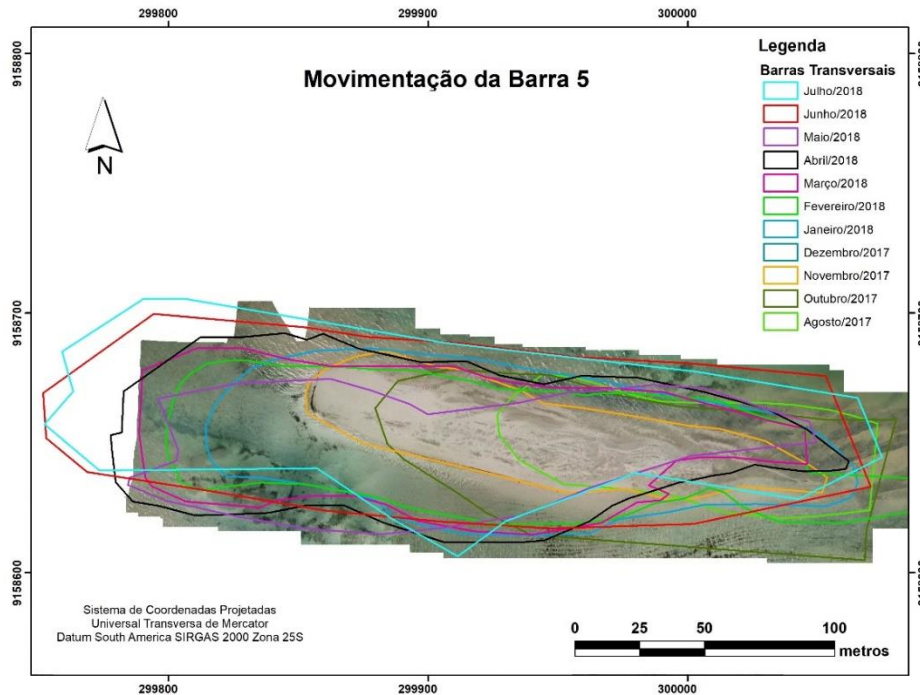 299800
299900
300000
9158800
Movimentação da Barra 5
Legenda
Barras Transversais
Julho/2018
Junho/2018
Maio/2018
Abril/2018
Março/2018
Fevereiro/2018
Janeiro/2018
Dezembro/2017
Novembro/2017
Outubro/2017
Agosto/2017
N
9158700
9158600
Sistema de Coordenadas Projetadas
Universal Transversa de Mercator
Datum South America SIRGAS 2000 Zona 25S
0 25 50 100
metros
299800
299900
300000